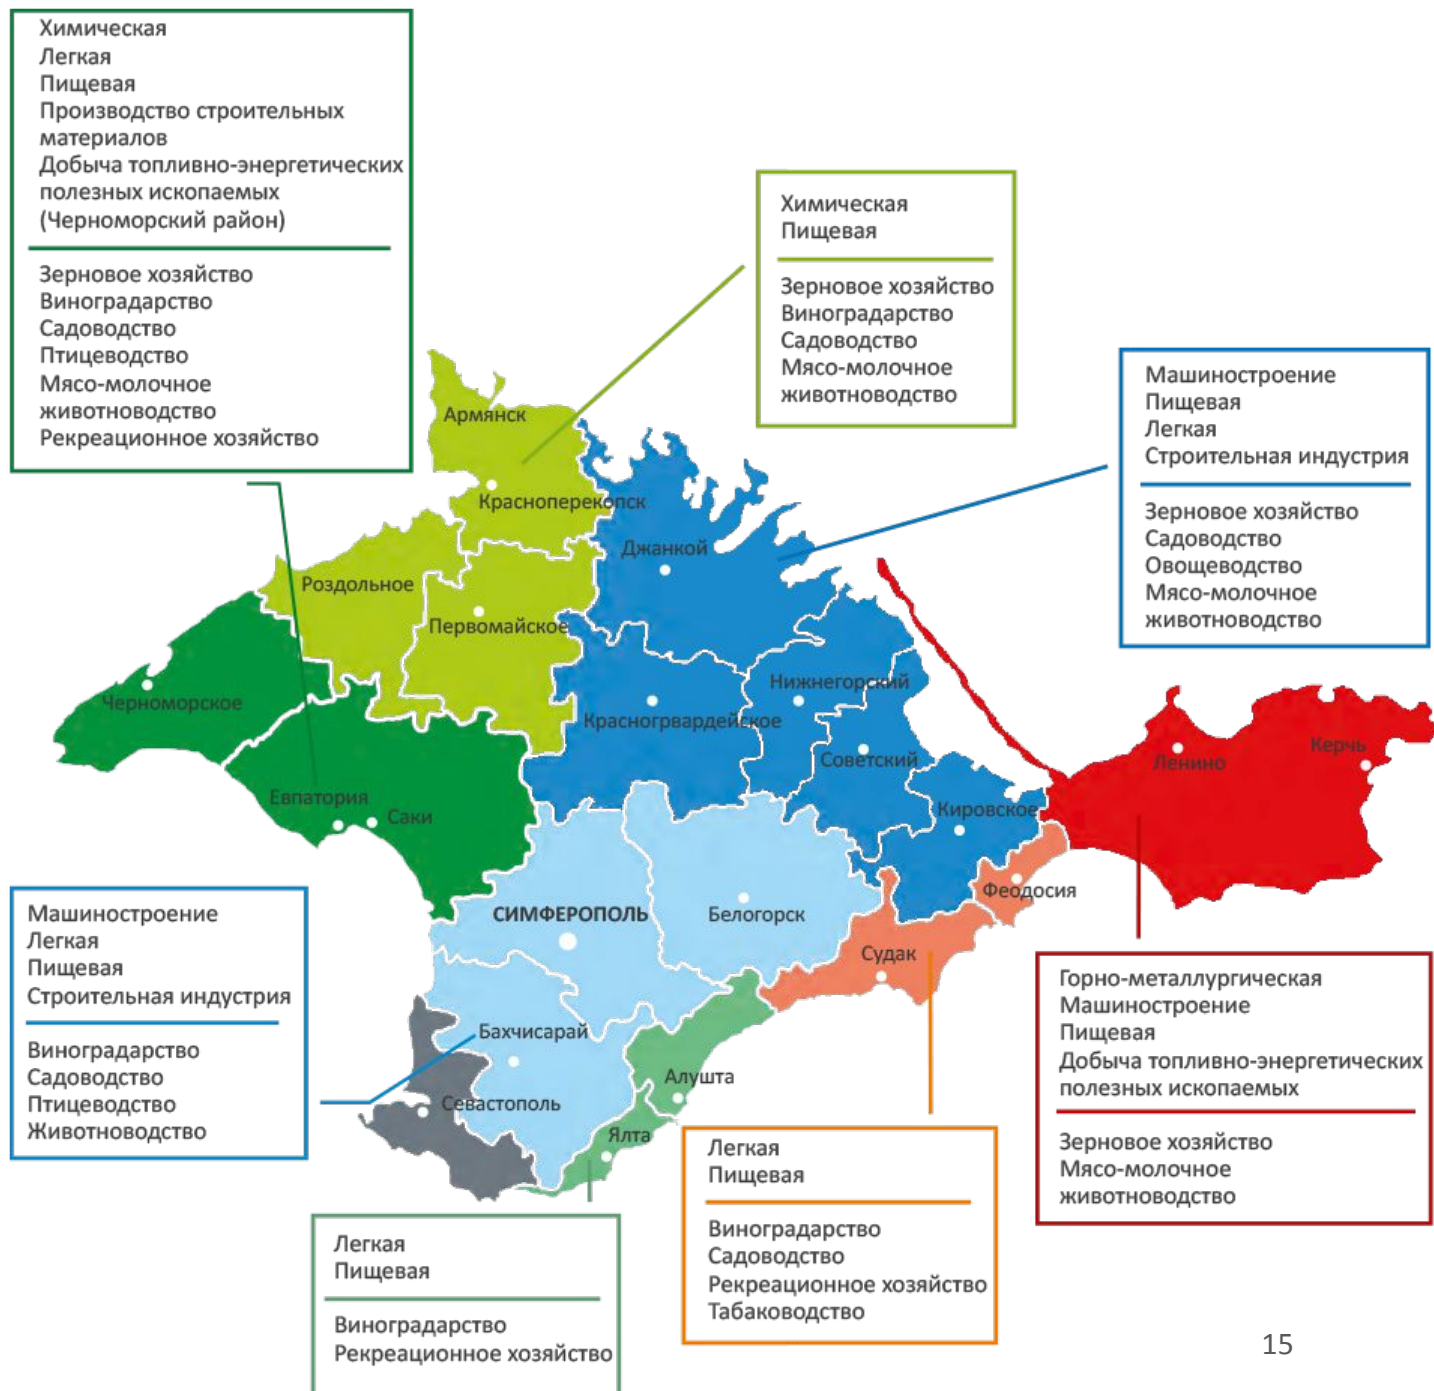 Химическая
Легкая
Пищевая
Производство строительных
материалов
Добыча топливно-энергетических
полезных ископаемых
(Черноморский район)
Зерновое хозяйство
Виноградарство
Садоводство
Птицеводство
Мясо-молочное
животноводство
Рекреационное хозяйство
Химическая
Пищевая
Зерновое хозяйство
Виноградарство
Садоводство
Мясо-молочное
животноводство
Машиностроение
Пищевая
Легкая
Строительная индустрия
Зерновое хозяйство
Садоводство
Овощеводство
Мясо-молочное
животноводство
Армянск
Красноперекопск
Джанкой
Роздольное
Первомайское
Нижнегорский
Черноморское
Красногрвардейское
Советский
Ленино
Керчь
Евпатория
Саки
Кировское
Феодосия
СИМФЕРОПОЛЬ
Белогорск
Судак
Бахчисарай
Алушта
Севастополь
Ялта
Машиностроение
Легкая
Пищевая
Строительная индустрия
Виноградарство
Садоводство
Птицеводство
Животноводство
Горно-металлургическая
Машиностроение
Пищевая
Добыча топливно-энергетических
полезных ископаемых
Зерновое хозяйство
Мясо-молочное
животноводство
Легкая
Пищевая
Виноградарство
Садоводство
Рекреационное хозяйство
Табаководство
Легкая
Пищевая
Виноградарство
Рекреационное хозяйство
15